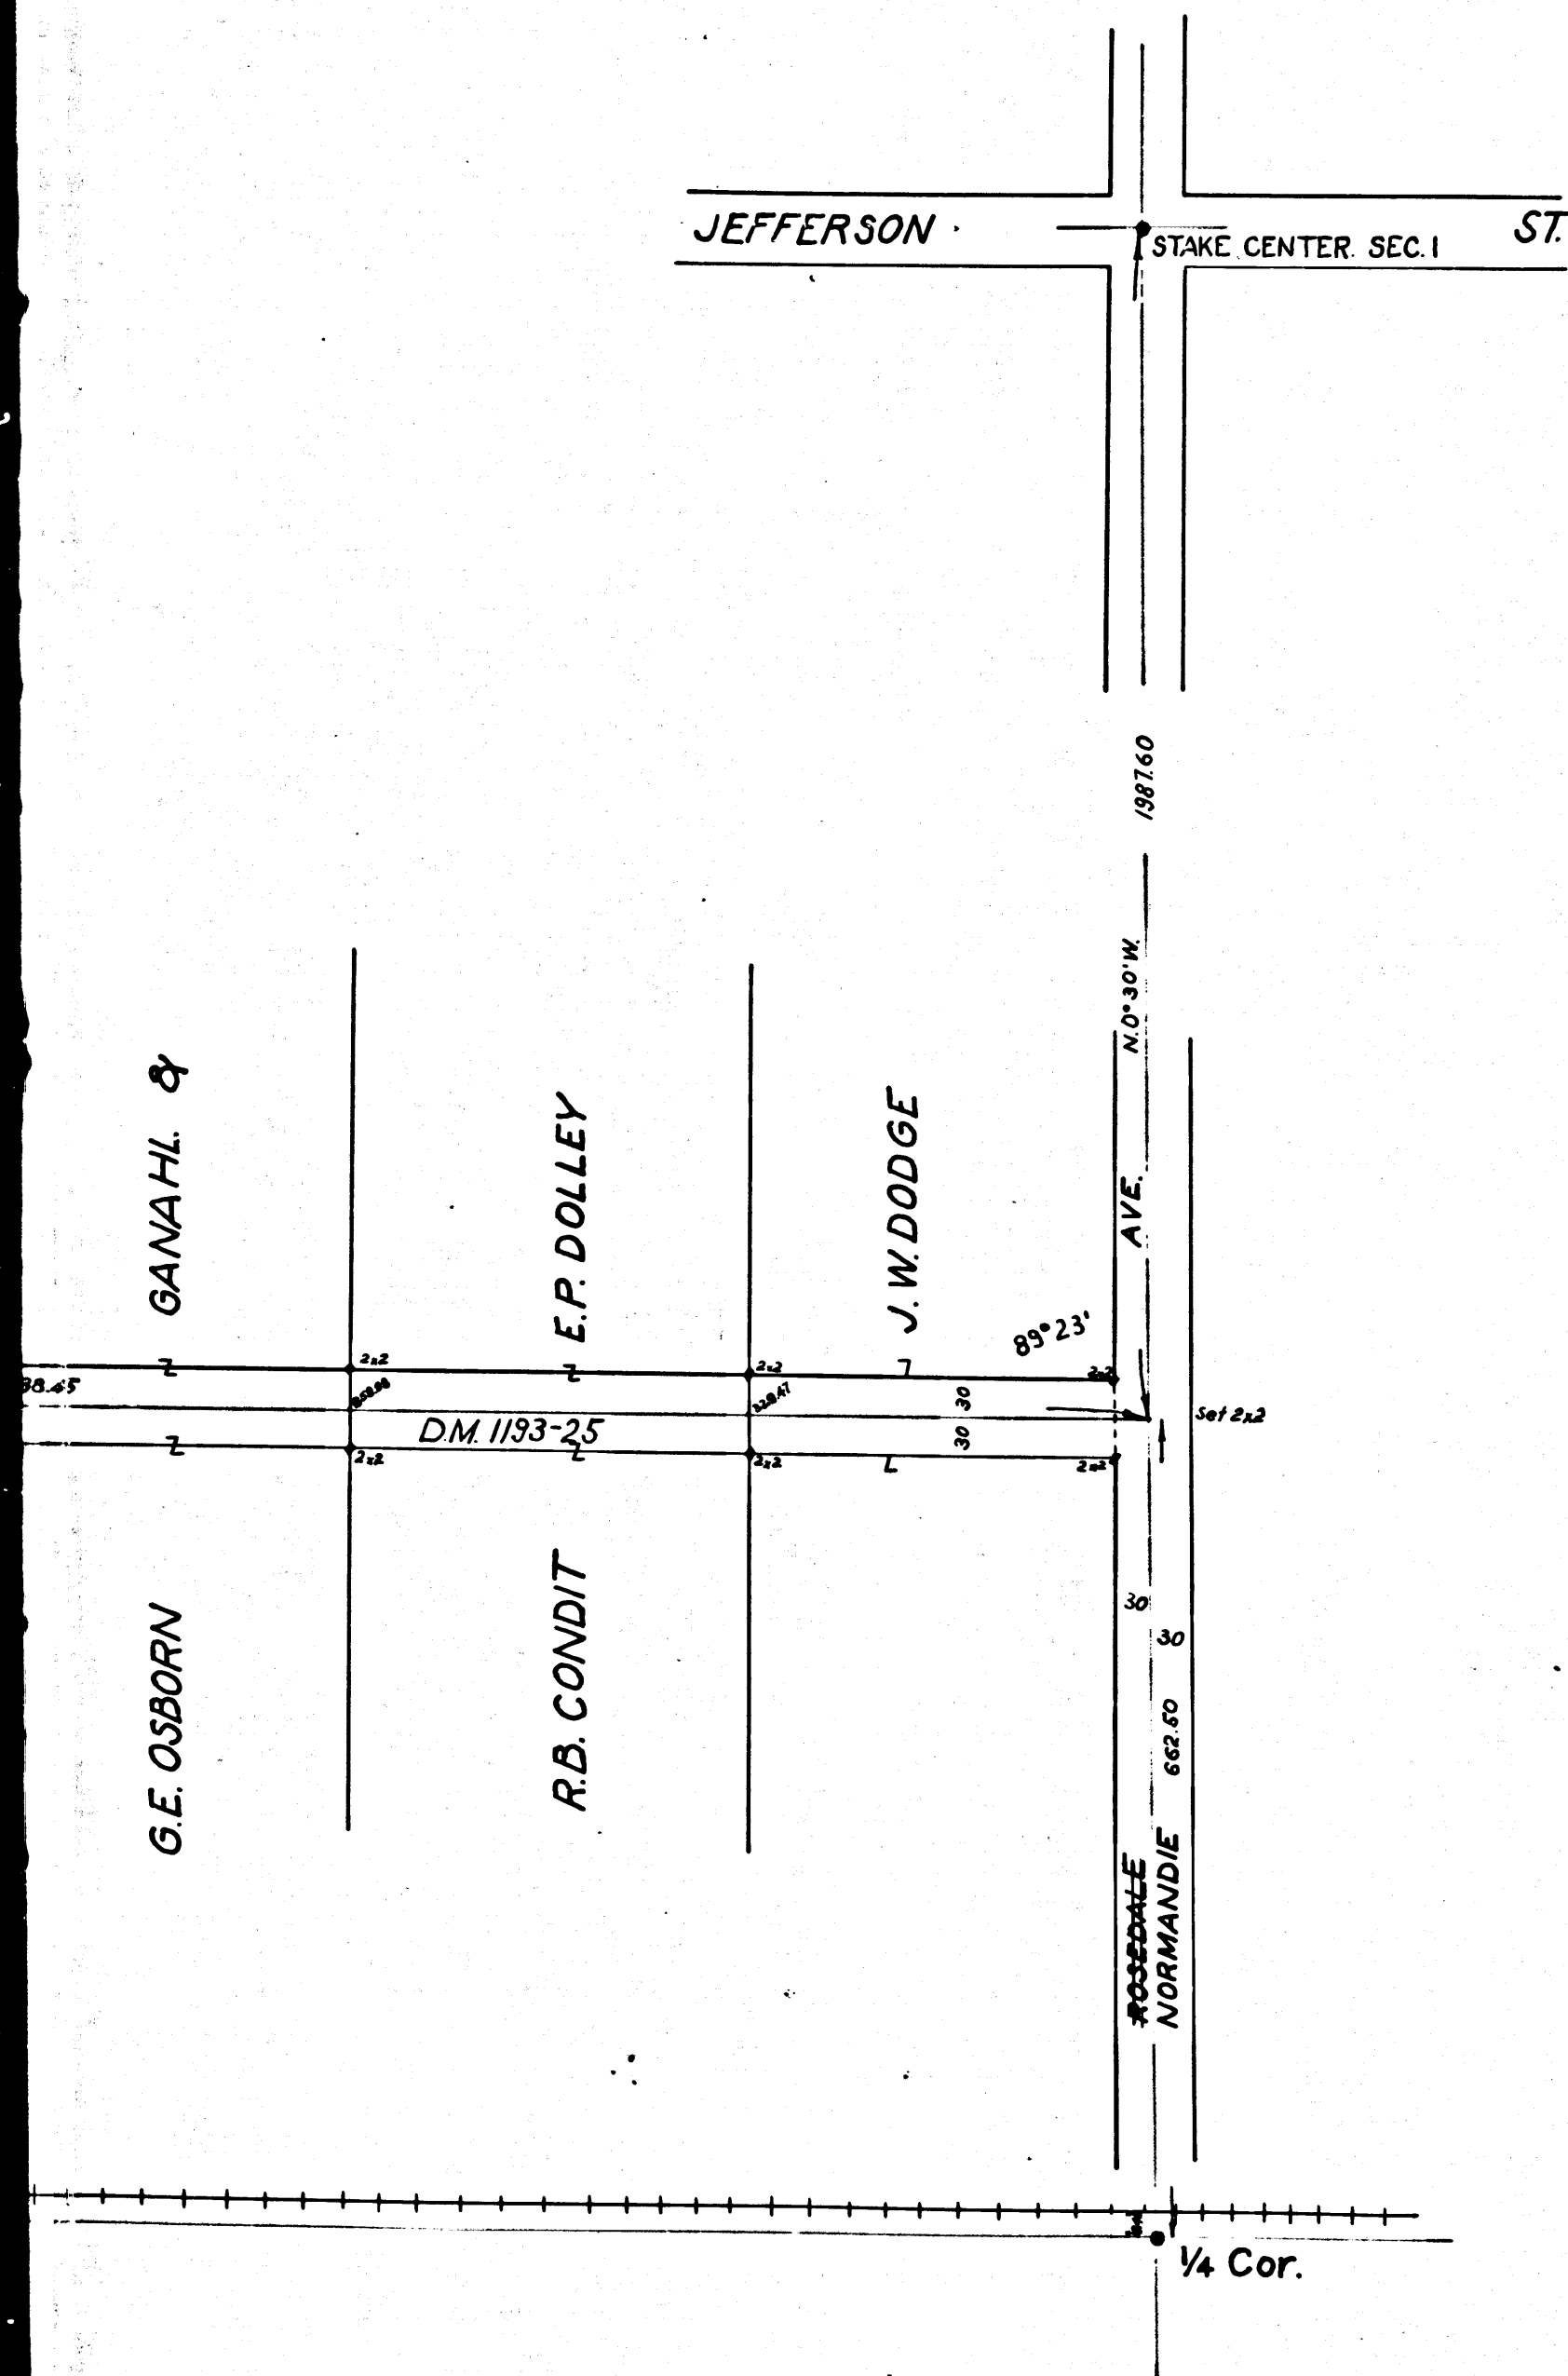 JEFFERSON
ST.
STAKE CENTER. SEC. 1
1987.60
N. 0° 30' W.
AVE.
GANAHL. &
E.P. DOLLEY
J.W. DODGE
89° 23'
2x2
2x2
2x2
38.45
329.47
30
Set 2x2
D.M. 1193-25
30
2x2
2x2
2x2
G.E. OSBORN
R.B. CONDIT
30
30
662.50
ROSEDALE
NORMANDIE
1/4 Cor.